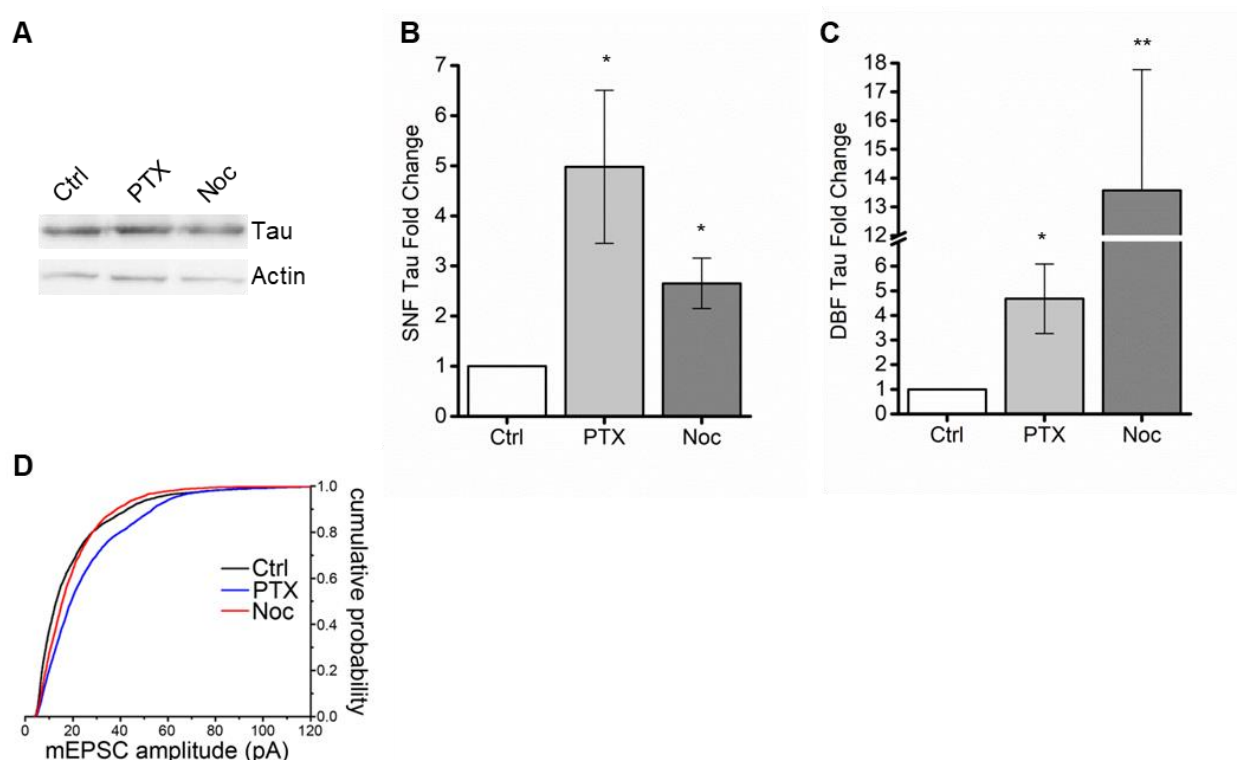 A
Ctrl
PTX
Noc
Tau
Actin
B
SNF Tau Fold Change
7
6
5
4
3
2
1
0
*
*
Ctrl
PTX
Noc
C
DBF Tau Fold Change
18
17
16
15
14
13
12
6
5
4
3
2
1
0
*
**
Ctrl
PTX
Noc
D
Ctrl
PTX
Noc
1.0
0.8
0.6
0.4
0.2
0.0
cumulative probability
0
20
40
60
80
100
120
mEPSC amplitude (pA)